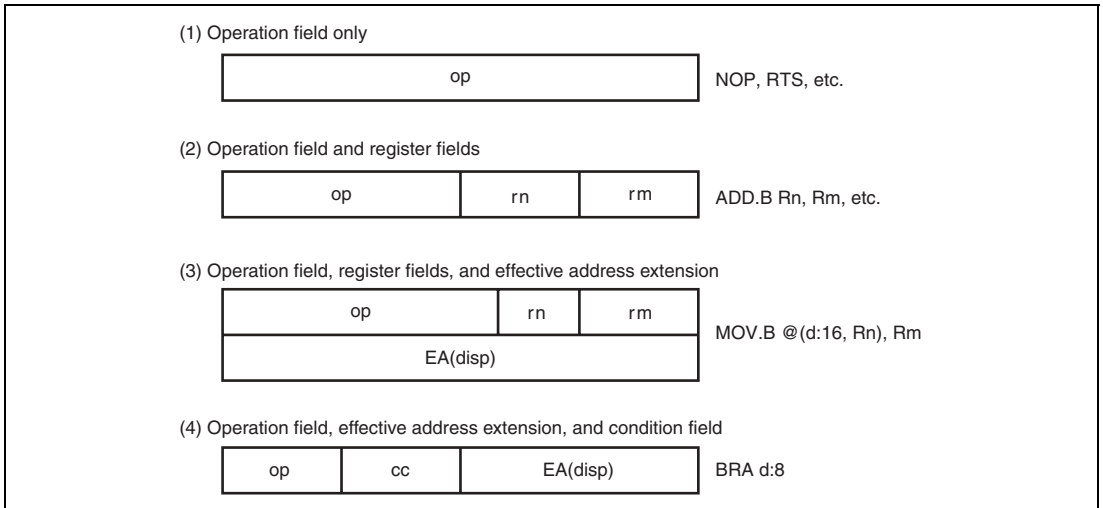 (1) Operation field only
op
NOP, RTS, etc.
(2) Operation field and register fields
op rn rm
ADD.B Rn, Rm, etc.
(3) Operation field, register fields, and effective address extension
op rn rm
EA(disp)
MOV.B @(d:16, Rn), Rm
(4) Operation field, effective address extension, and condition field
op cc EA(disp)
BRA d:8